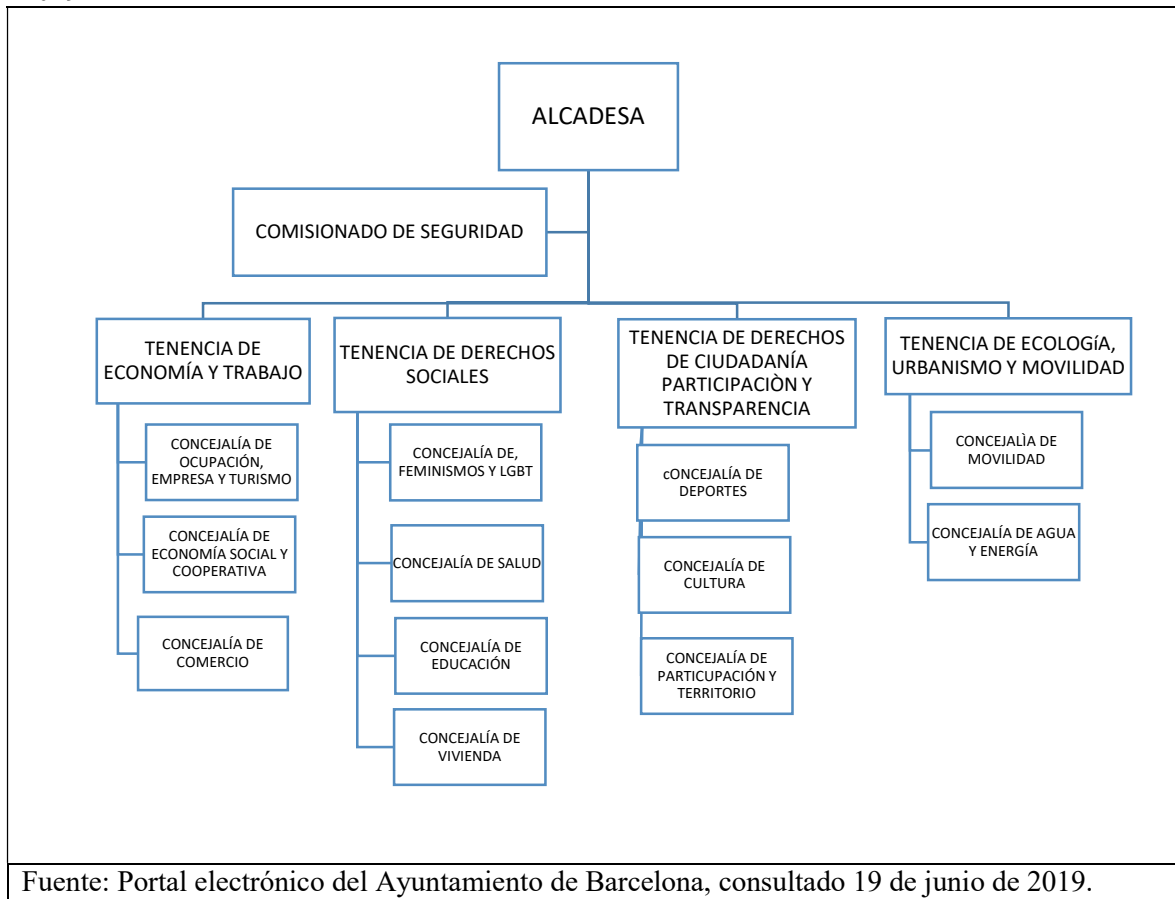 ALCADESA
COMISIONADO DE SEGURIDAD
TENENCIA DE
ECONOMÍA Y TRABAJO
CONCEJALÍA DE
OCUPACIÓN,
EMPRESA Y TURISMO
CONCEJALÍA DE
ECONOMÍA SOCIAL Y
COOPERATIVA
CONCEJALÍA DE
COMERCIO
TENENCIA DE DERECHOS
SOCIALES
CONCEJALÍA DE,
FEMINISMOS Y LGBT
CONCEJALÍA DE SALUD
CONCEJALÍA DE
EDUCACIÓN
CONCEJALÍA DE
VIVIENDA
TENENCIA DE DERECHOS
DE CIUDADANÍA
PARTICIPACIÒN Y
TRANSPARENCIA
cONCEJALÍA DE
DEPORTES
CONCEJALÍA DE
CULTURA
CONCEJALÍA DE
PARTICUPACIÓN Y
TERRITORIO
TENENCIA DE ECOLOGÍA,
URBANISMO Y MOVILIDAD
CONCEJALÌA DE
MOVILIDAD
CONCEJALÍA DE AGUA
Y ENERGÍA
Fuente: Portal electrónico del Ayuntamiento de Barcelona, consultado 19 de junio de 2019.